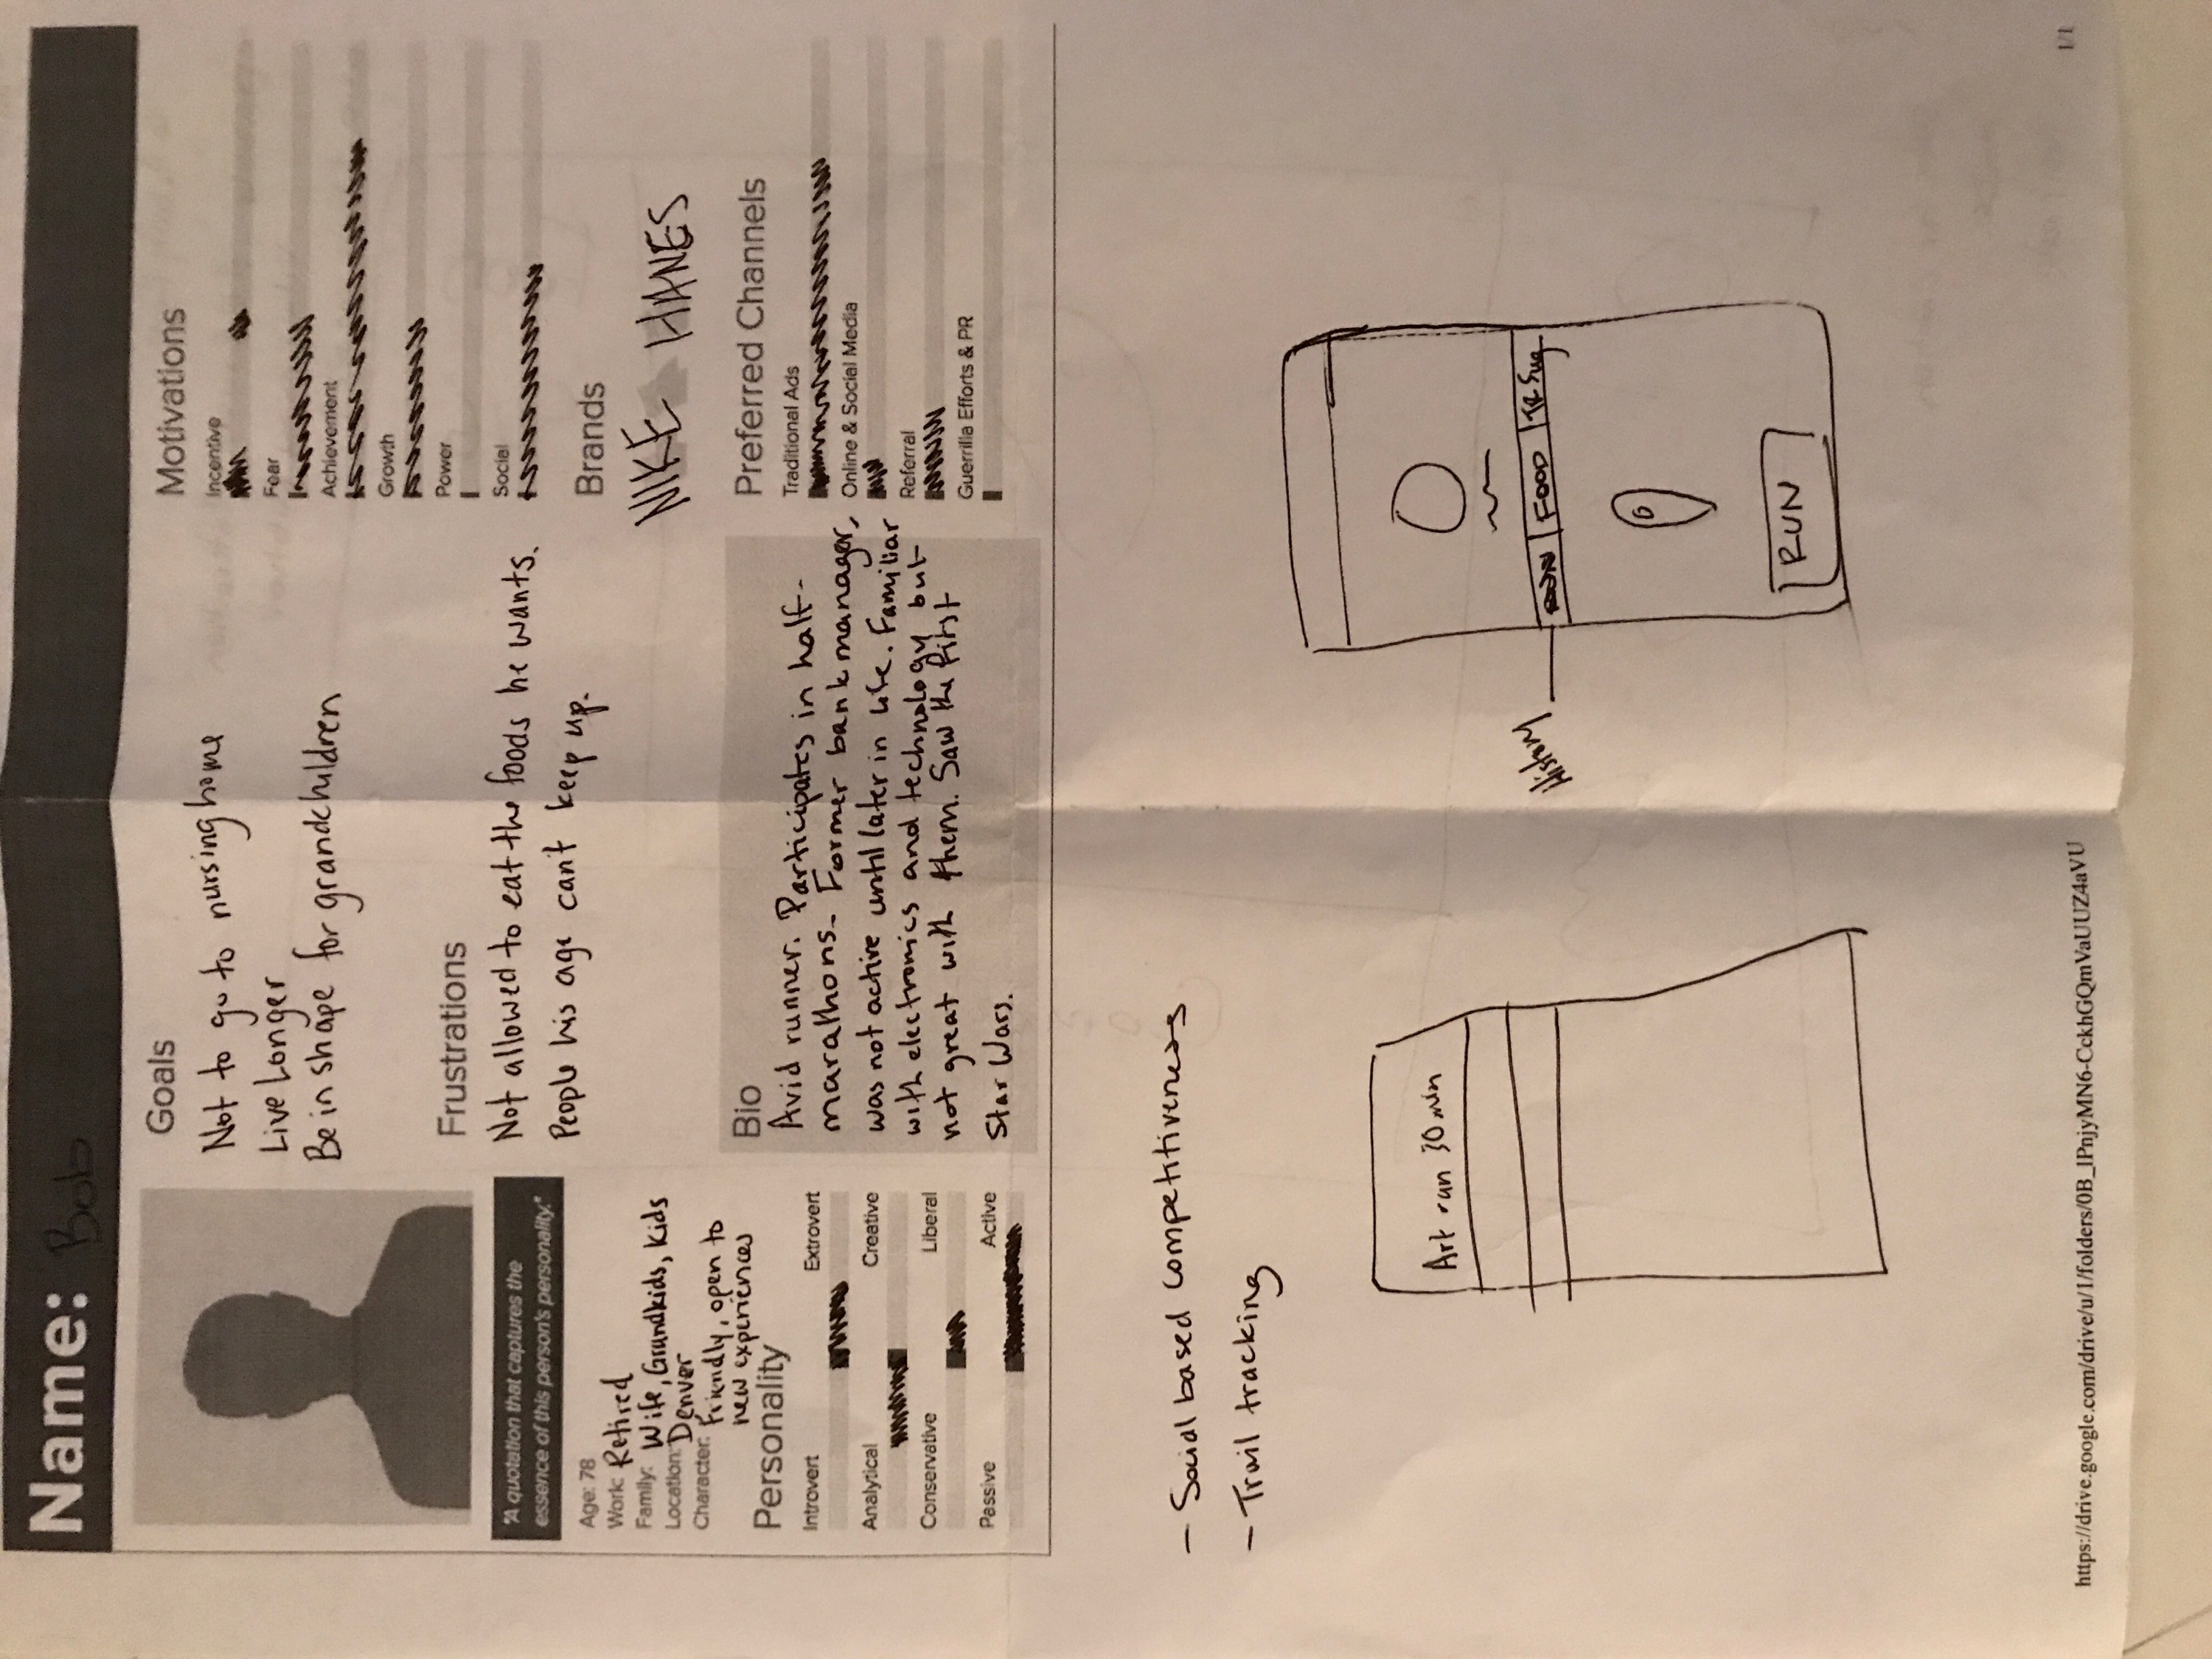 Name: Bob
"A quotation that captures the
essence of this person's personality."
Age: 78
Work: Retired
Family: Wife, Grandkids, Kids
Location: Denver
Character: Friendly, open to
new experiences
Personality
Introvert Extrovert
Analytical Creative
Conservative Liberal
Passive Active
Goals
Not to go to nursing home
Live Longer
Be in shape for grandchildren
Frustrations
Not allowed to eat the foods he wants.
People his age can't keep up.
Bio
Avid runner. Participates in half-
marathons. Former bank manager,
was not active until later in life. Familiar
with electronics and technology but
not great with them. Saw the first
Star Wars.
Motivations
Incentive
Fear
Achievement
Growth
Power
Social
Brands
NIKE HANES
Preferred Channels
Traditional Ads
Online & Social Media
Referral
Guerrilla Efforts & PR
- Social based competitiveness
- Trail tracking
Art ran 30 min
History
RUN FOOD
RUN
https://drive.google.com/drive/u/1/folders/0B_lPnjyMN6-CckhGQmVaUUZ4aVU
1/1